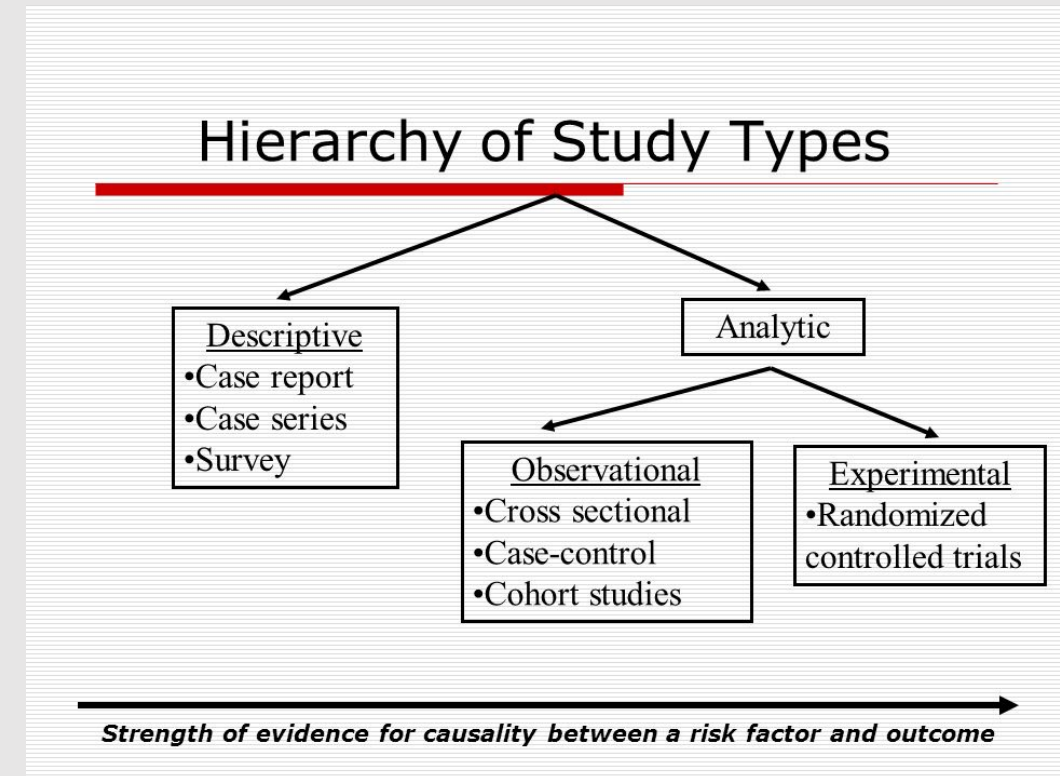 Hierarchy of Study Types
Descriptive
•Case report
•Case series
•Survey
Analytic
Observational
•Cross sectional
•Case-control
•Cohort studies
Experimental
•Randomized
controlled trials
Strength of evidence for causality between a risk factor and outcome